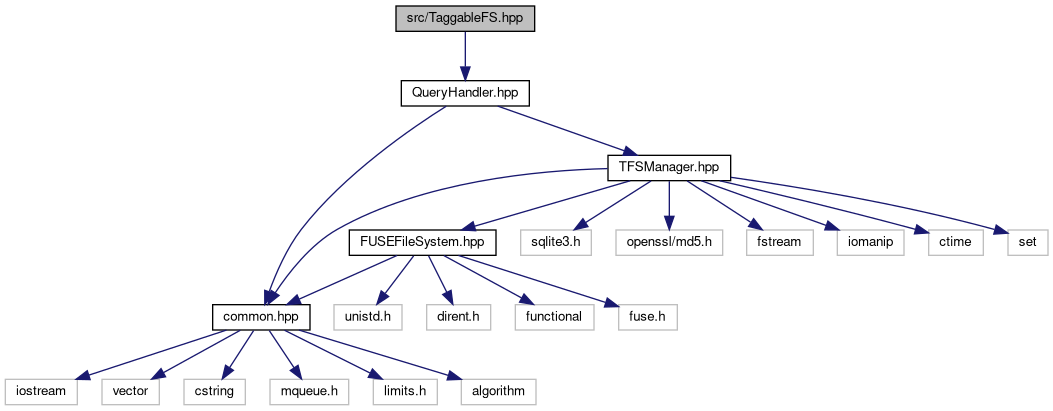 src/TaggableFS.hpp
QueryHandler.hpp
TFSManager.hpp
FUSEFileSystem.hpp
sqlite3.h
openssl/md5.h
fstream
iomanip
ctime
set
common.hpp
unistd.h
dirent.h
functional
fuse.h
iostream
vector
cstring
mqueue.h
limits.h
algorithm